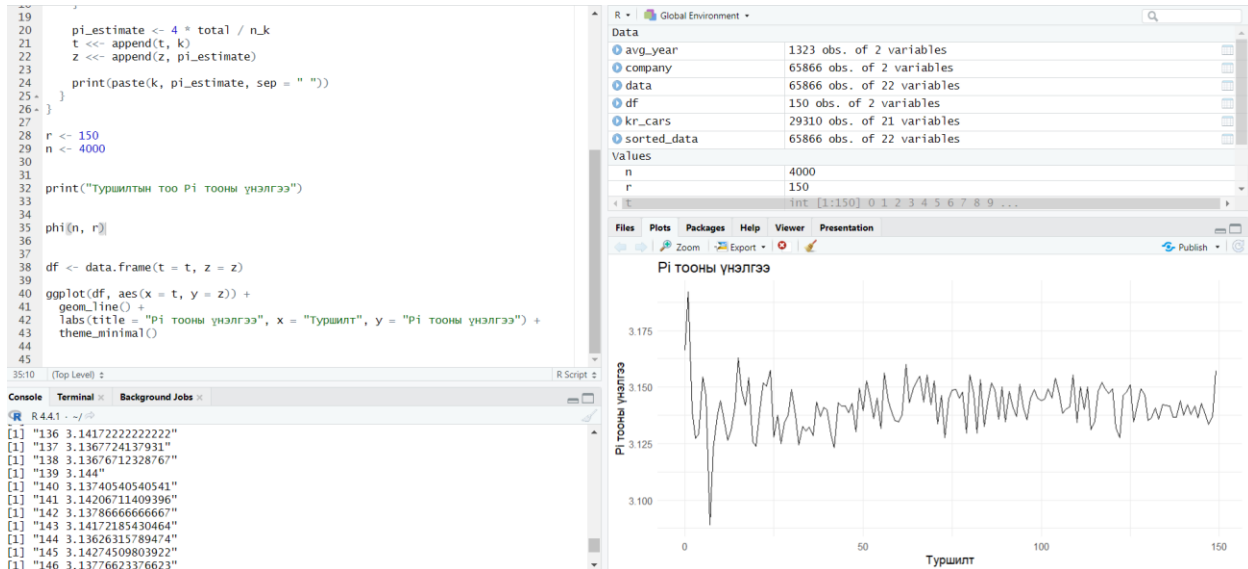 19
20 pi_estimate <- 4 * total / n_k
21 t <<- append(t, k)
22 z <<- append(z, pi_estimate)
23
24 print(paste(k, pi_estimate, sep = " "))
25 }
26 }
27
28 r <- 150
29 n <- 4000
30
31
32 print("Туршилтын тоо Pi тооны үнэлгээ")
33
34
35 phi(n, r)
36
37
38 df <- data.frame(t = t, z = z)
39
40 ggplot(df, aes(x = t, y = z)) +
41 geom_line() +
42 labs(title = "Pi тооны үнэлгээ", x = "Туршилт", y = "Pi тооны үнэлгээ") +
43 theme_minimal()
44
45
35:10 (Top Level) R Script
Console Terminal Background Jobs
R 4.4.1 · ~/
[1] "136 3.14172222222222"
[1] "137 3.1367724137931"
[1] "138 3.13676712328767"
[1] "139 3.144"
[1] "140 3.13740540540541"
[1] "141 3.14206711409396"
[1] "142 3.13786666666667"
[1] "143 3.14172185430464"
[1] "144 3.13626315789474"
[1] "145 3.14274509803922"
[1] "146 3.13776623376623"
R Global Environment
Data
avg_year 1323 obs. of 2 variables
company 65866 obs. of 2 variables
data 65866 obs. of 22 variables
df 150 obs. of 2 variables
kr_cars 29310 obs. of 21 variables
sorted_data 65866 obs. of 22 variables
Values
n 4000
r 150
t int [1:150] 0 1 2 3 4 5 6 7 8 9 ...
Files Plots Packages Help Viewer Presentation
Zoom Export Publish
Pi тооны үнэлгээ
3.175
3.150
3.125
3.100
Pi тооны үнэлгээ
0 50 100 150
Туршилт